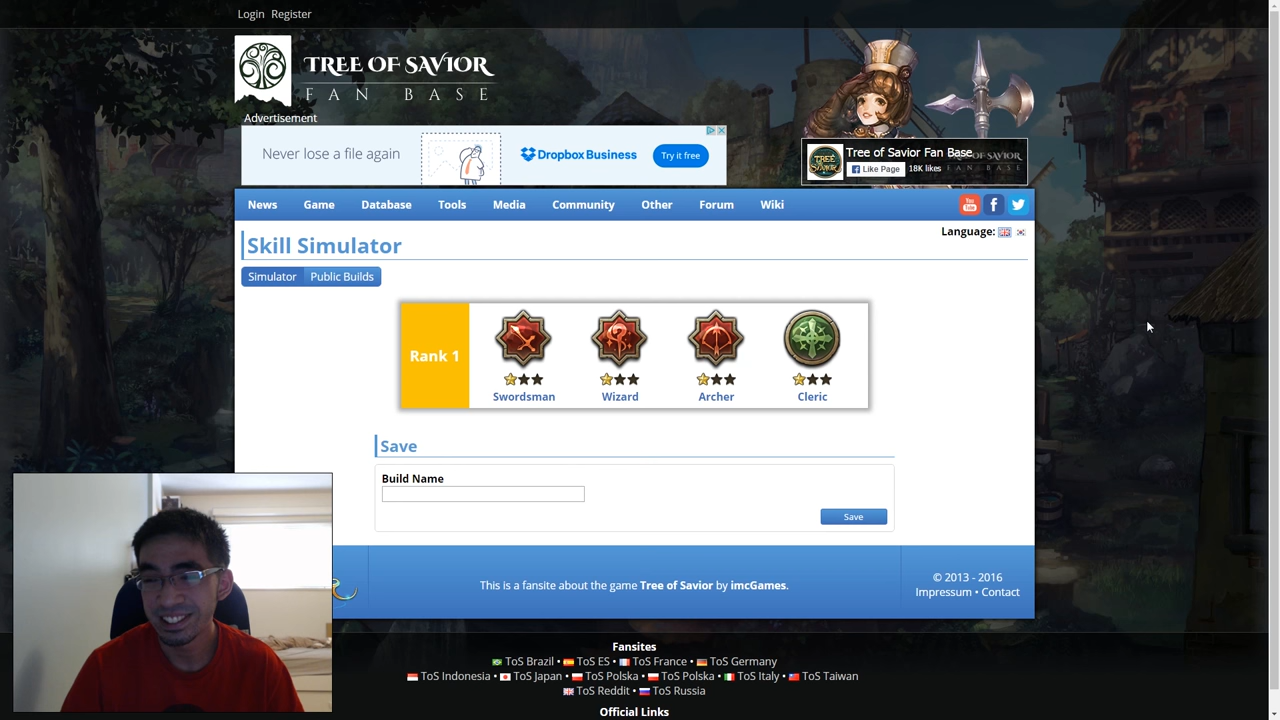 Login Register
TREE OF SAVIOR
FAN BASE
Advertisement
Never lose a file again
Dropbox Business
Try it free
Tree of Savior Fan Base
Like Page
18K likes
News Game Database Tools Media Community Other Forum Wiki
You Tube
Language:
Skill Simulator
Simulator Public Builds
Rank 1
Swordsman Wizard Archer Cleric
Save
Build Name
Save
This is a fansite about the game Tree of Savior by imcGames.
© 2013 - 2016
Impressum • Contact
Fansites
ToS Brazil • ToS ES • ToS France • ToS Germany
ToS Indonesia • ToS Japan • ToS Polska • ToS Polska • ToS Italy • ToS Taiwan
ToS Reddit • ToS Russia
Official Links